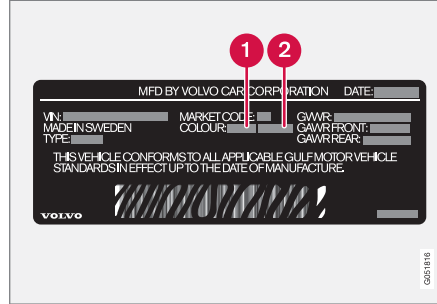 1 2
MFD BY VOLVO CAR CORPORATION DATE:
VIN: MARKET CODE: GVWR:
MADE IN SWEDEN COLOUR: GAWR FRONT:
TYPE: GAWR REAR:
THIS VEHICLE CONFORMS TO ALL APPLICABLE GULF MOTOR VEHICLE
STANDARDS IN EFFECT UP TO THE DATE OF MANUFACTURE.
VOLVO
G051816